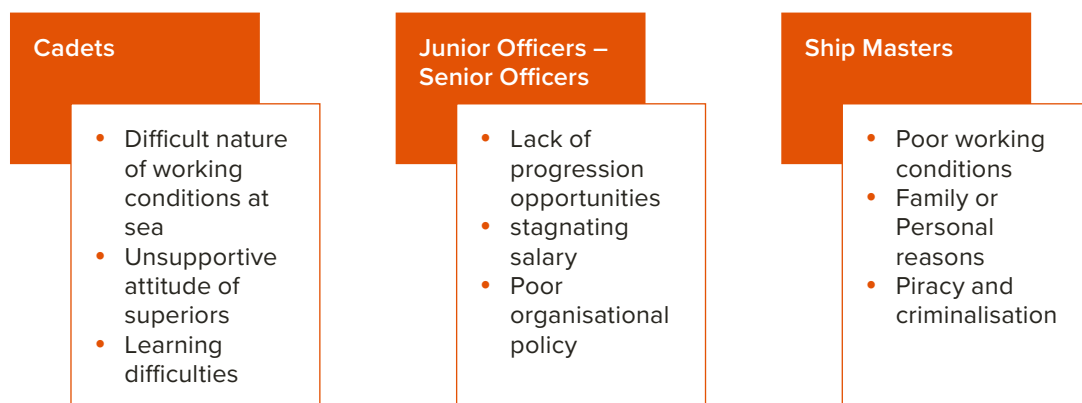 Cadets
• Difficult nature
of working
conditions at
sea
• Unsupportive
attitude of
superiors
• Learning
difficulties
Junior Officers –
Senior Officers
• Lack of
progression
opportunities
• stagnating
salary
• Poor
organisational
policy
Ship Masters
• Poor working
conditions
• Family or
Personal
reasons
• Piracy and
criminalisation